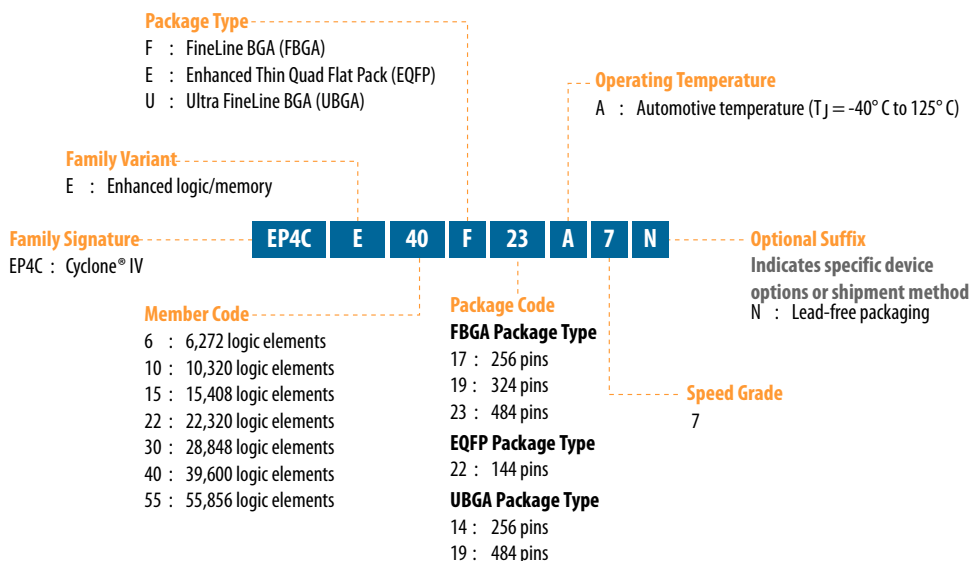 Package Type
F : FineLine BGA (FBGA)
E : Enhanced Thin Quad Flat Pack (EQFP)
U : Ultra FineLine BGA (UBGA)
Operating Temperature
A : Automotive temperature (T J = -40° C to 125° C)
Family Variant
E : Enhanced logic/memory
Family Signature
EP4C : Cyclone® IV
EP4C E 40 F 23 A 7 N
Optional Suffix
Indicates specific device
options or shipment method
N : Lead-free packaging
Member Code
6 : 6,272 logic elements
10 : 10,320 logic elements
15 : 15,408 logic elements
22 : 22,320 logic elements
30 : 28,848 logic elements
40 : 39,600 logic elements
55 : 55,856 logic elements
Package Code
FBGA Package Type
17 : 256 pins
19 : 324 pins
23 : 484 pins
EQFP Package Type
22 : 144 pins
UBGA Package Type
14 : 256 pins
19 : 484 pins
Speed Grade
7